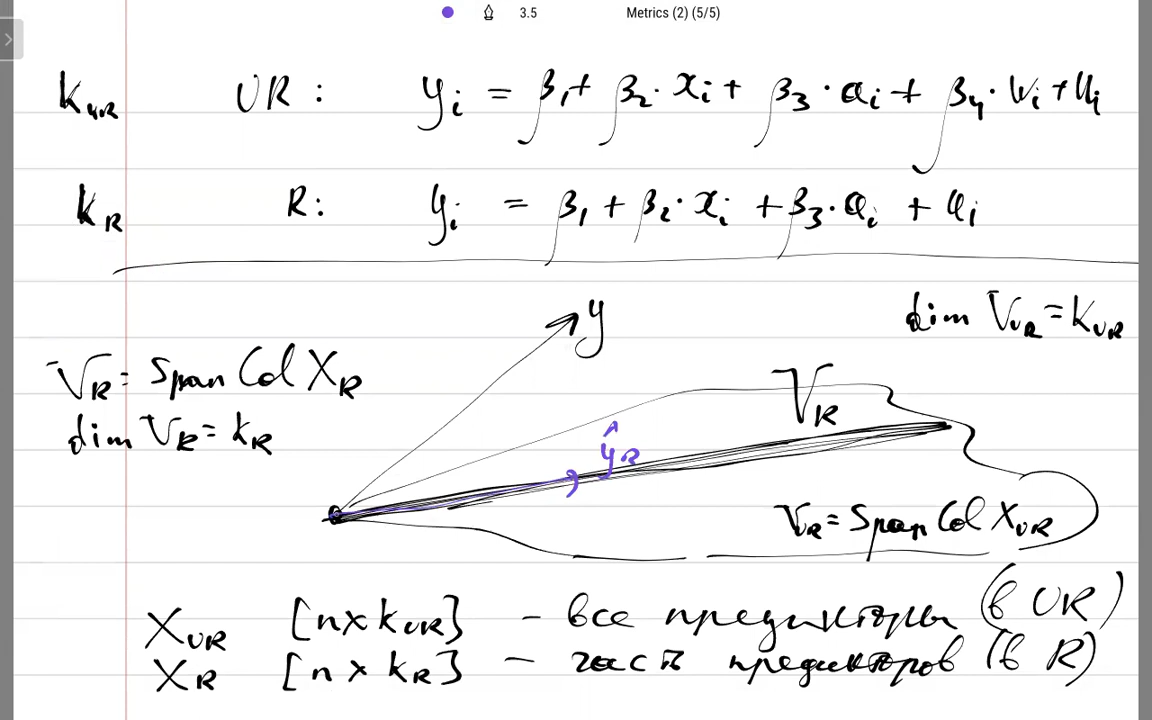 3.5 Metrics (2) (5/5)
k_UR UR: y_i = β_1 + β_2 · x_i + β_3 · a_i + β_4 · w_i + u_i
k_R R: y_i = β_1 + β_2 · x_i + β_3 · a_i + u_i
y
dim V_UR = k_UR
V_R = Span Col X_R
dim V_R = k_R
V_R
ŷ_R
V_R = Span Col X_UR
X_UR [n × k_UR] – все предикторы (в UR)
X_R [n × k_R] – часть предикторов (в R)